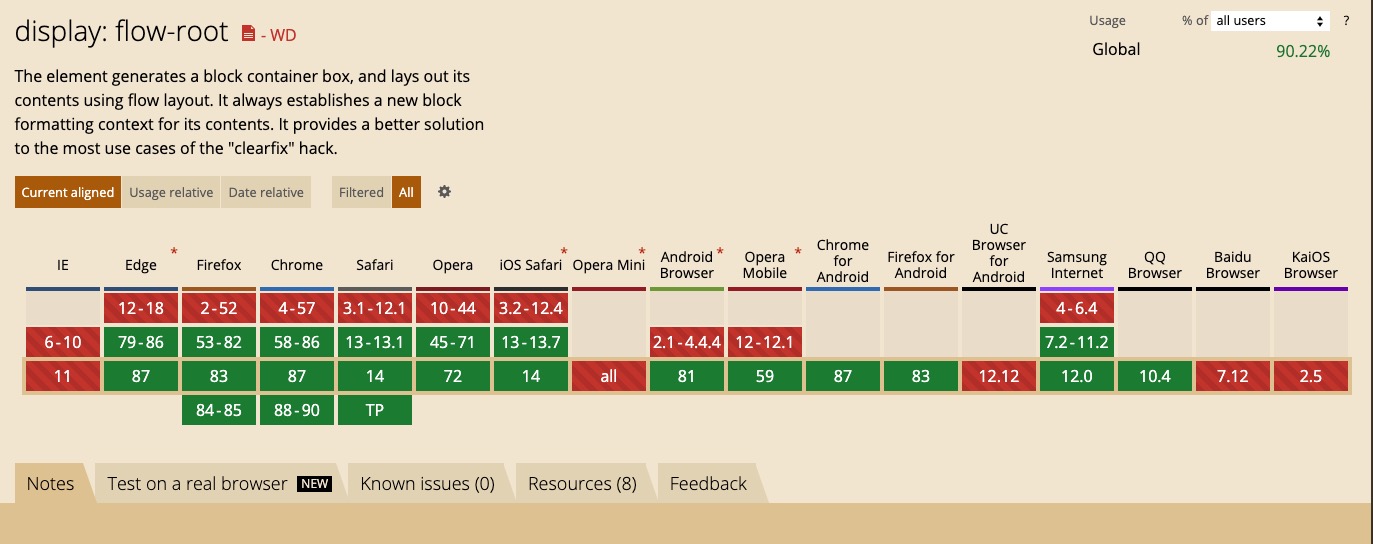 display: flow-root - WD
Usage % of all users ?
Global 90.22%
The element generates a block container box, and lays out its
contents using flow layout. It always establishes a new block
formatting context for its contents. It provides a better solution
to the most use cases of the "clearfix" hack.
Current aligned Usage relative Date relative Filtered All
IE Edge * Firefox Chrome Safari Opera iOS Safari * Opera Mini * Android Browser * Opera Mobile * Chrome for Android Firefox for Android UC Browser for Android Samsung Internet QQ Browser Baidu Browser KaiOS Browser
12-18 2-52 4-57 3.1-12.1 10-44 3.2-12.4 4-6.4
6-10 79-86 53-82 58-86 13-13.1 45-71 13-13.7 2.1-4.4.4 12-12.1 7.2-11.2
11 87 83 87 14 72 14 all 81 59 87 83 12.12 12.0 10.4 7.12 2.5
84-85 88-90 TP
Notes Test on a real browser NEW Known issues (0) Resources (8) Feedback